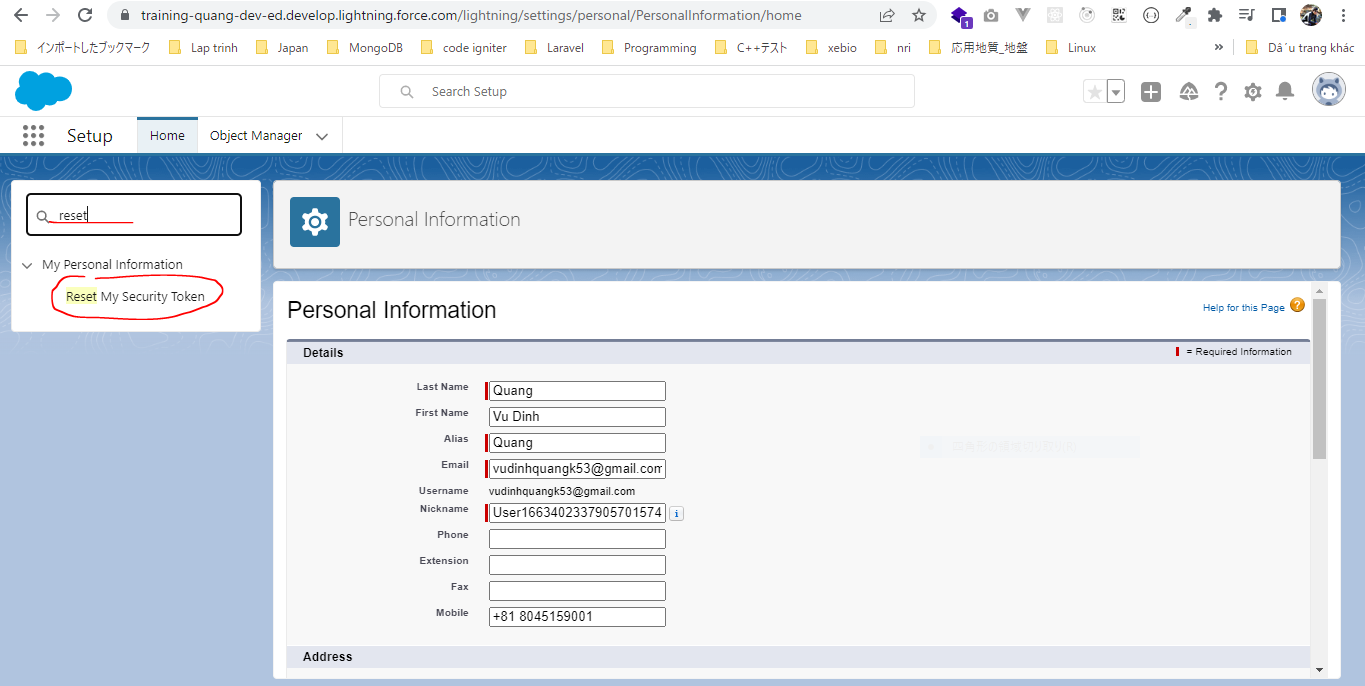 training-quang-dev-ed.develop.lightning.force.com/lightning/settings/personal/PersonalInformation/home
1
インポートしたブックマーク Lap trinh Japan MongoDB code igniter Laravel Programming C++テスト xebio nri 応用地質_地盤 Linux » Dấu trang khác
Search Setup
Setup Home Object Manager
reset
Personal Information
My Personal Information
Reset My Security Token
Personal Information
Help for this Page ?
Details
= Required Information
Last Name Quang
First Name Vu Dinh
Alias Quang
Email vudinhquangk53@gmail.com
Username vudinhquangk53@gmail.com
Nickname User1663402337905701574 i
Phone
Extension
Fax
Mobile +81 8045159001
Address